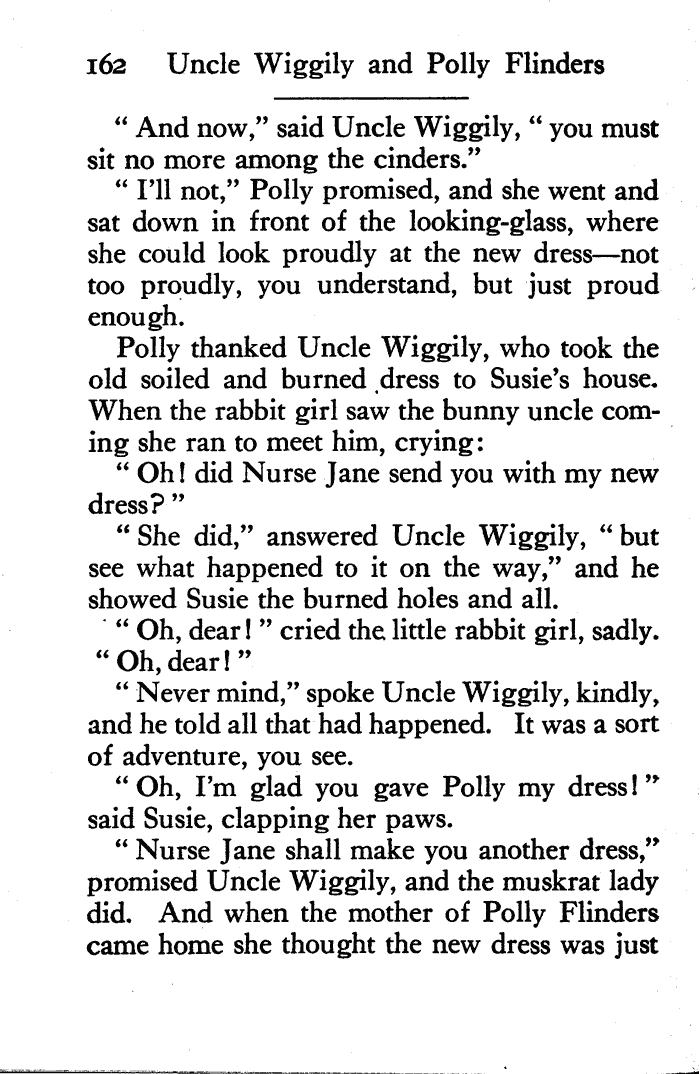 162 Uncle Wiggily and Polly Flinders
“ And now,” said Uncle Wiggily, “ you must
sit no more among the cinders.”
“ I’ll not,” Polly promised, and she went and
sat down in front of the looking-glass, where
she could look proudly at the new dress—not
too proudly, you understand, but just proud
enough.
Polly thanked Uncle Wiggily, who took the
old soiled and burned dress to Susie’s house.
When the rabbit girl saw the bunny uncle com-
ing she ran to meet him, crying:
“ Oh! did Nurse Jane send you with my new
dress? ”
“ She did,” answered Uncle Wiggily, “ but
see what happened to it on the way,” and he
showed Susie the burned holes and all.
“ Oh, dear! ” cried the little rabbit girl, sadly.
“ Oh, dear! ”
“ Never mind,” spoke Uncle Wiggily, kindly,
and he told all that had happened. It was a sort
of adventure, you see.
“ Oh, I’m glad you gave Polly my dress! ”
said Susie, clapping her paws.
“ Nurse Jane shall make you another dress,”
promised Uncle Wiggily, and the muskrat lady
did. And when the mother of Polly Flinders
came home she thought the new dress was just